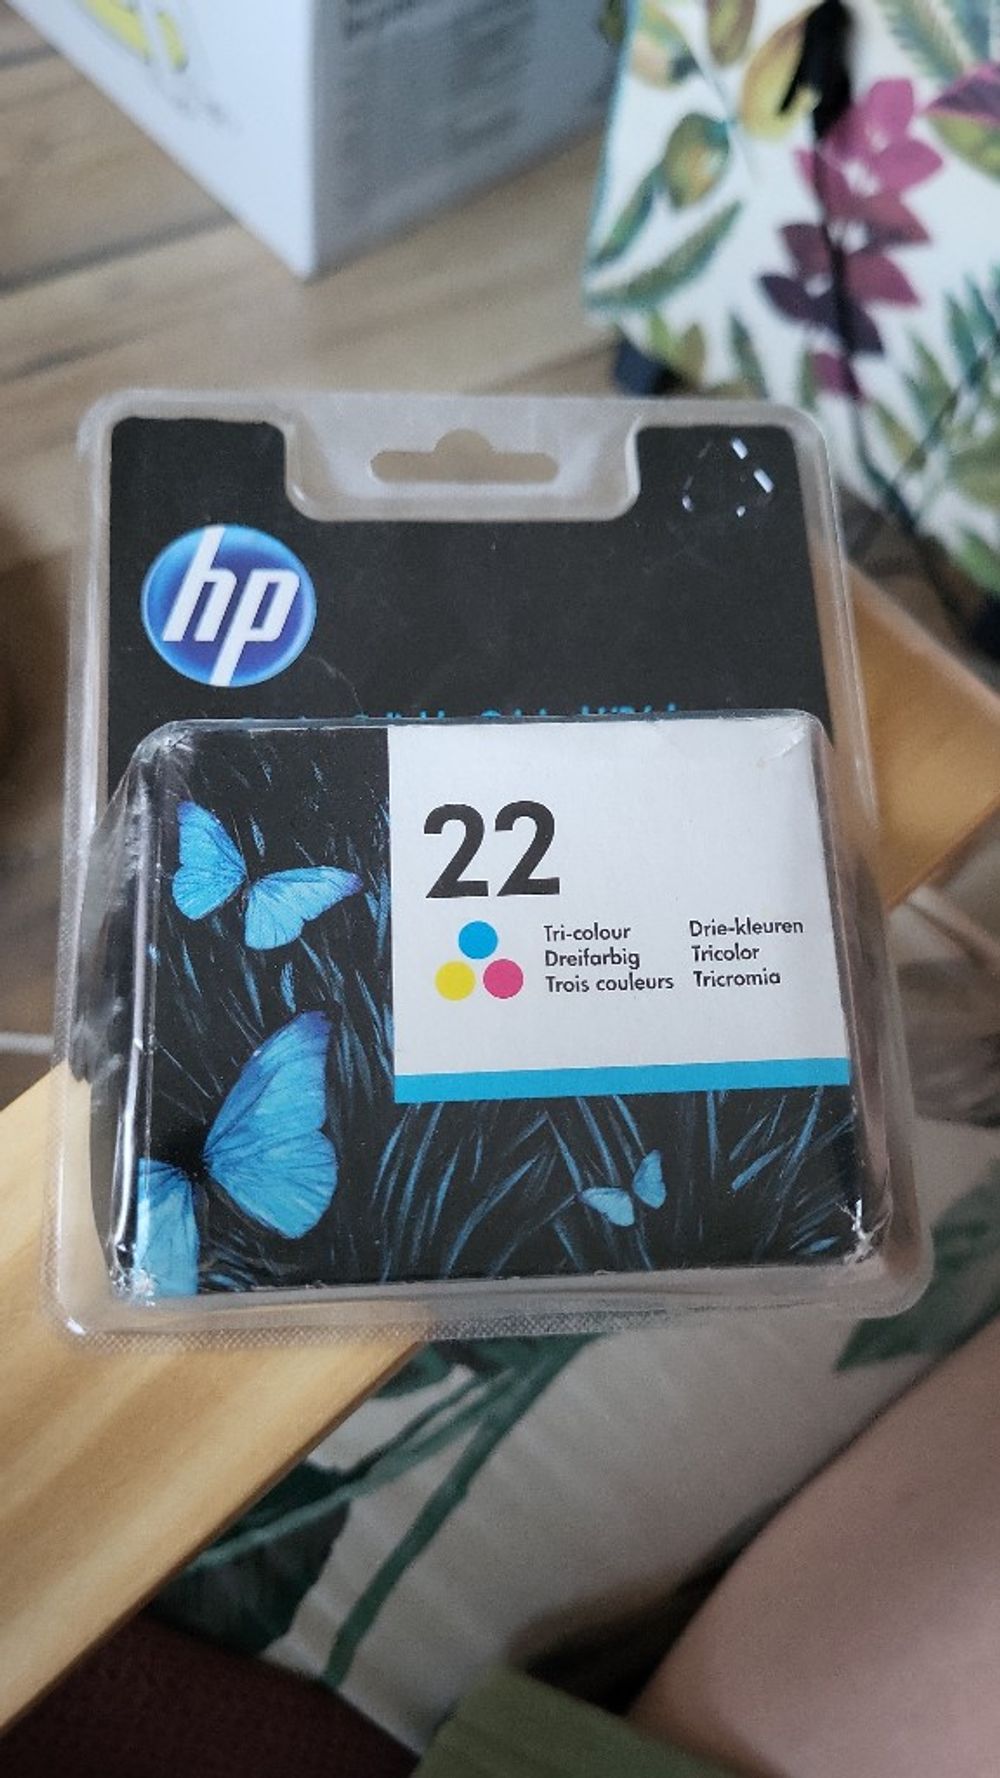 hp
22
Tri-colour
Dreifarbig
Trois couleurs
Drie-kleuren
Tricolor
Tricromia